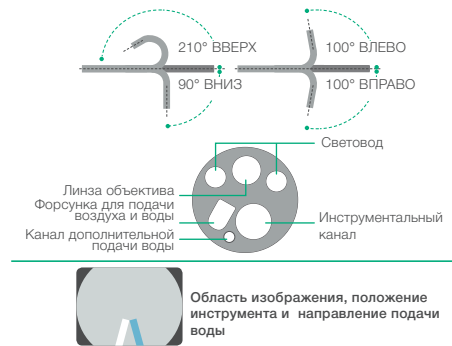 210° ВВЕРХ
90° ВНИЗ
100° ВЛЕВО
100° ВПРАВО
Световод
Линза объектива
Форсунка для подачи
воздуха и воды
Канал дополнительной
подачи воды
Инструментальный
канал
Область изображения, положение
инструмента и направление подачи
воды